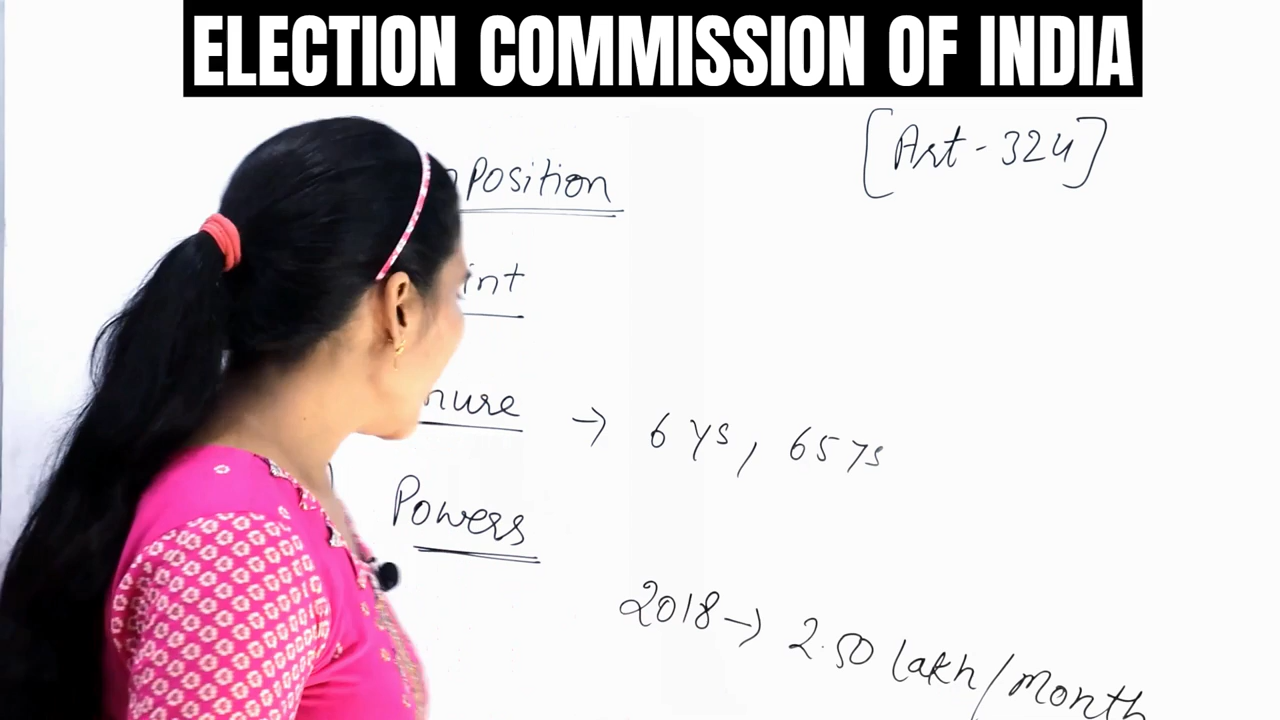 ELECTION COMMISSION OF INDIA
[Art-324]
position
int
nure → 6 ys, 65 ys
Powers
2018 → 2.50 lakh/Month